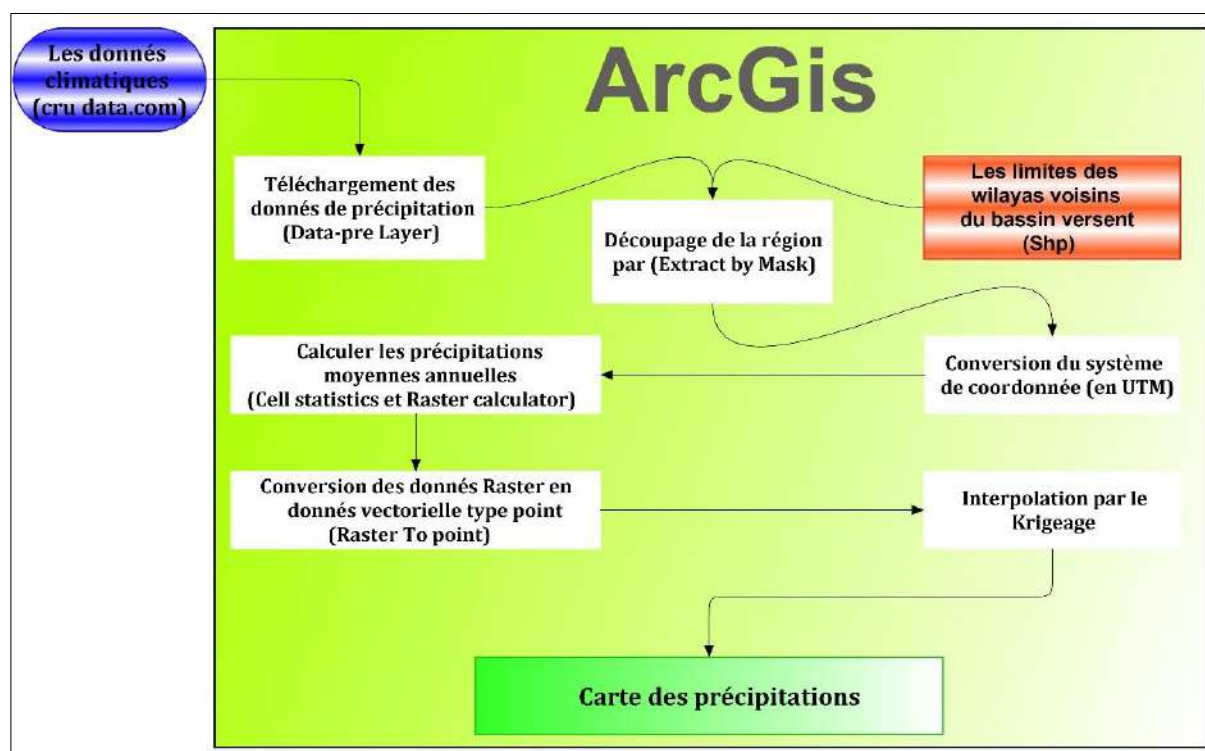 Les donnés
climatiques
(cru data.com)
ArcGis
Téléchargement des
donnés de précipitation
(Data-pre Layer)
Découpage de la région
par (Extract by Mask)
Les limites des
wilayas voisins
du bassin versent
(Shp)
Calculer les précipitations
moyennes annuelles
(Cell statistics et Raster calculator)
Conversion du système
de coordonnée (en UTM)
Conversion des donnés Raster en
donnés vectorielle type point
(Raster To point)
Interpolation par le
Krigeage
Carte des précipitations